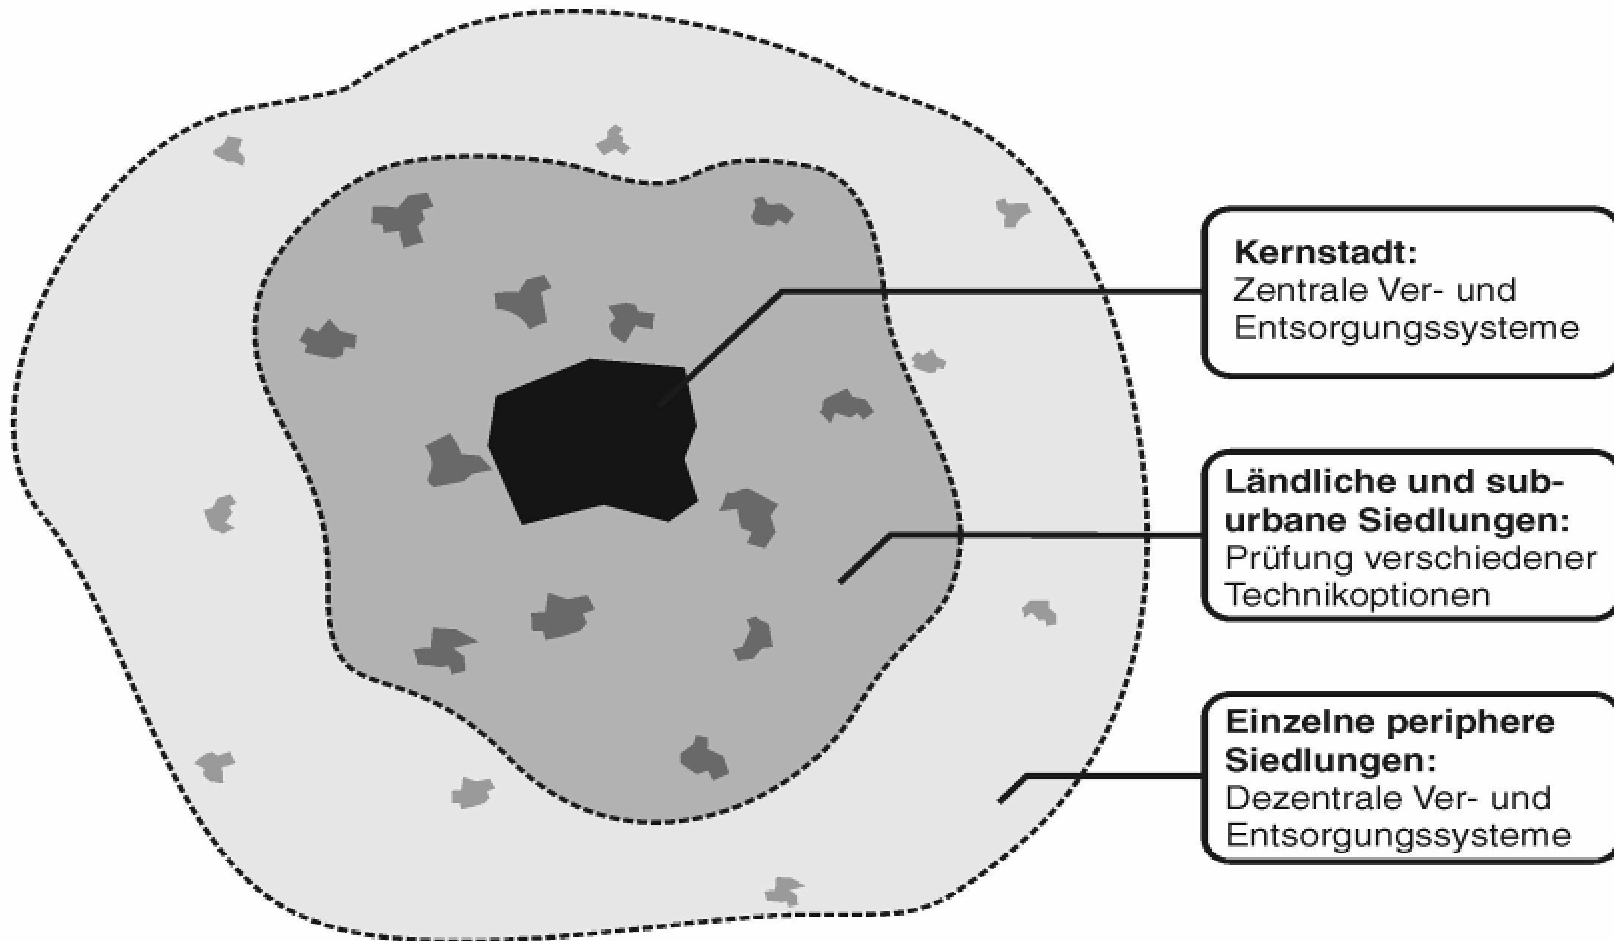 Kernstadt:
Zentrale Ver- und
Entsorgungssysteme
Ländliche und sub-
urbane Siedlungen:
Prüfung verschiedener
Technikoptionen
Einzelne periphere
Siedlungen:
Dezentrale Ver- und
Entsorgungssysteme